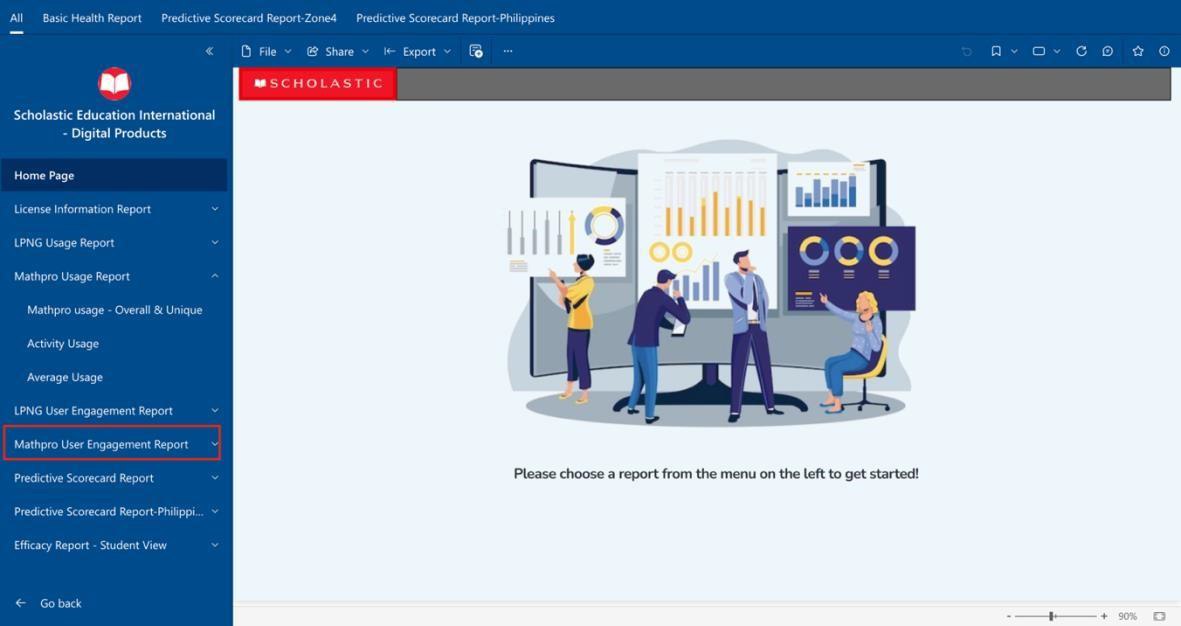 All Basic Health Report Predictive Scorecard Report-Zone4 Predictive Scorecard Report-Philippines
File Share Export ...
SCHOLASTIC
Scholastic Education International
- Digital Products
Home Page
License Information Report
LPNG Usage Report
Mathpro Usage Report
Mathpro usage - Overall & Unique
Activity Usage
Average Usage
LPNG User Engagement Report
Mathpro User Engagement Report
Predictive Scorecard Report
Predictive Scorecard Report-Philippi...
Efficacy Report - Student View
Go back
Please choose a report from the menu on the left to get started!
- + 90%